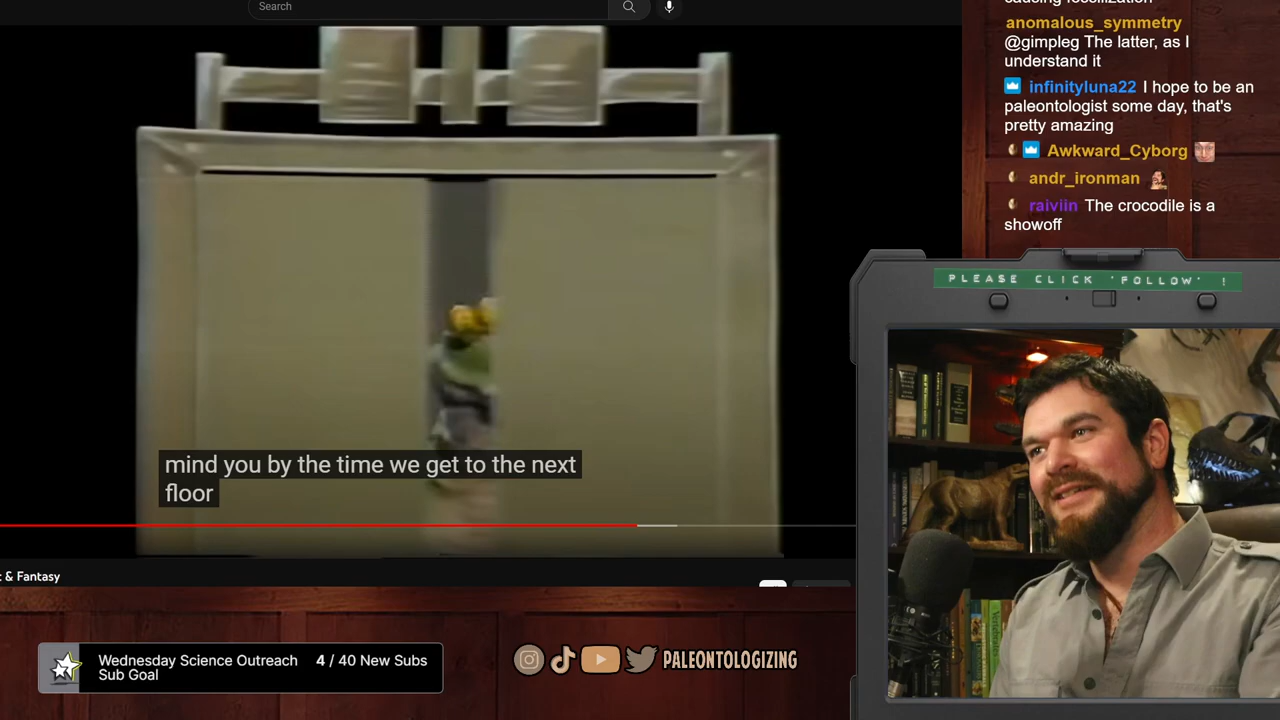 Search
causing fossilization
anomalous_symmetry
@gimpleg The latter, as I
understand it
infinityluna22 I hope to be an
paleontologist some day, that's
pretty amazing
Awkward_Cyborg
andr_ironman
raiviin The crocodile is a
showoff
PLEASE CLICK 'FOLLOW' !
mind you by the time we get to the next
floor
& Fantasy
Wednesday Science Outreach 4 / 40 New Subs
Sub Goal
PALEONTOLOGIZING